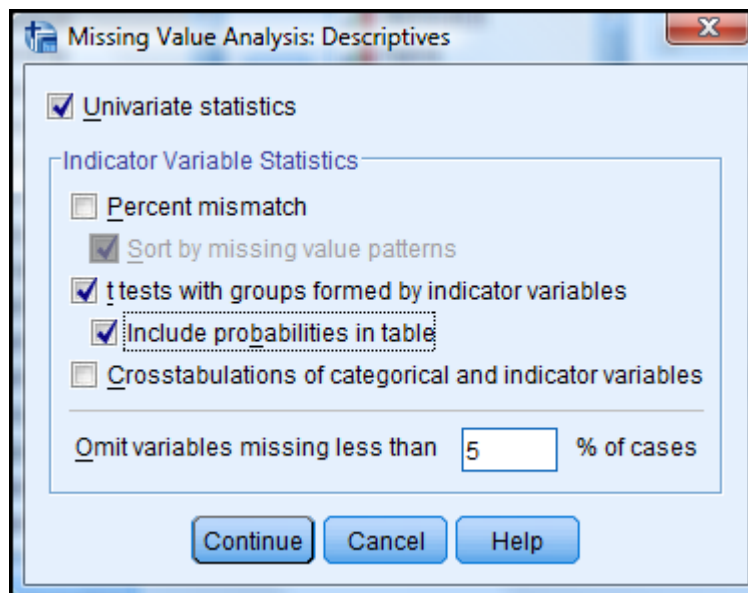 Missing Value Analysis: Descriptives
Univariate statistics
Indicator Variable Statistics
Percent mismatch
Sort by missing value patterns
t tests with groups formed by indicator variables
Include probabilities in table
Crosstabulations of categorical and indicator variables
Omit variables missing less than 5 % of cases
Continue Cancel Help